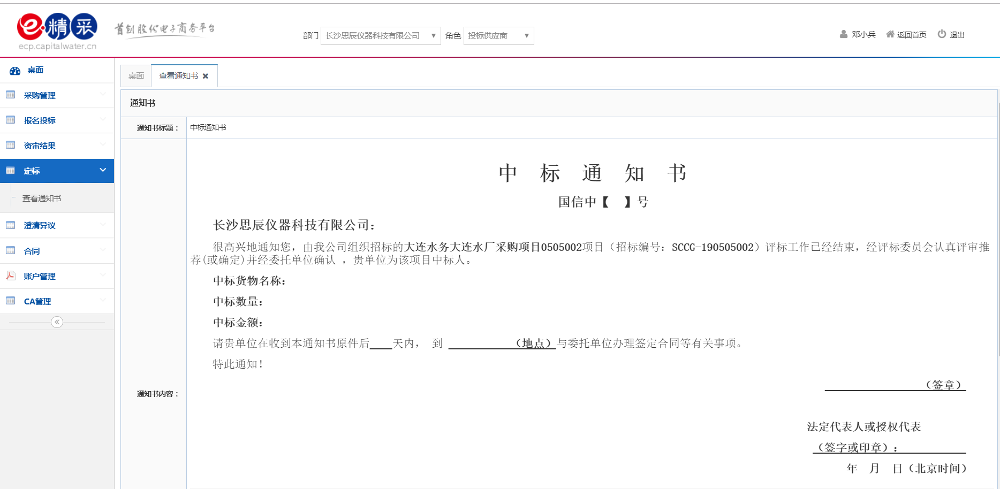 e·精采
首创股份电子商务平台
ecp.capitalwater.cn
部门 长沙思辰仪器科技有限公司 ▼ 角色 投标供应商 ▼
邓小兵 返回首页 退出
桌面
采购管理
报名投标
资审结果
定标
查看通知书
澄清异议
合同
账户管理
CA管理
桌面 查看通知书 ✖
通知书
通知书标题： 中标通知书
通知书内容：
中 标 通 知 书
国信中【 】号
长沙思辰仪器科技有限公司：
很高兴地通知您，由我公司组织招标的大连水务大连水厂采购项目0505002项目（招标编号：SCCG-190505002）评标工作已经结束，经评标委员会认真评审推
荐(或确定)并经委托单位确认 ，贵单位为该项目中标人。
中标货物名称：
中标数量：
中标金额：
请贵单位在收到本通知书原件后____天内， 到 ____________（地点）与委托单位办理签定合同等有关事项。
特此通知！
__________________（签章）
法定代表人或授权代表
（签字或印章）：____________
年 月 日（北京时间）